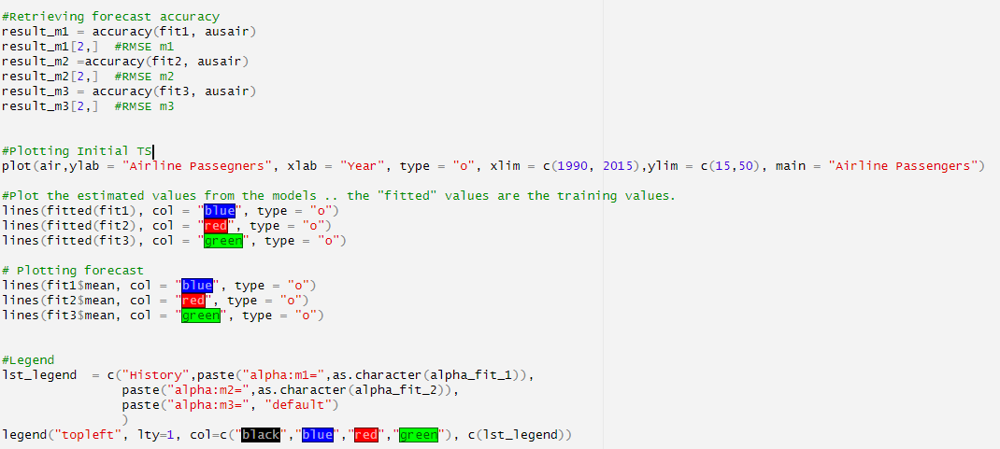 #Retrieving forecast accuracy
result_m1 = accuracy(fit1, ausair)
result_m1[2,]  #RMSE m1
result_m2 =accuracy(fit2, ausair)
result_m2[2,]  #RMSE m2
result_m3 = accuracy(fit3, ausair)
result_m3[2,]  #RMSE m3
#Plotting Initial TS
plot(air,ylab = "Airline Passegners", xlab = "Year", type = "o", xlim = c(1990, 2015),ylim = c(15,50), main = "Airline Passengers")
#Plot the estimated values from the models .. the "fitted" values are the training values.
lines(fitted(fit1), col = "blue", type = "o")
lines(fitted(fit2), col = "red", type = "o")
lines(fitted(fit3), col = "green", type = "o")
# Plotting forecast
lines(fit1$mean, col = "blue", type = "o")
lines(fit2$mean, col = "red", type = "o")
lines(fit3$mean, col = "green", type = "o")
#Legend
lst_legend  = c("History",paste("alpha:m1=",as.character(alpha_fit_1)),
paste("alpha:m2=",as.character(alpha_fit_2)),
paste("alpha:m3=", "default")
)
legend("topleft", lty=1, col=c("black","blue","red","green"), c(lst_legend))